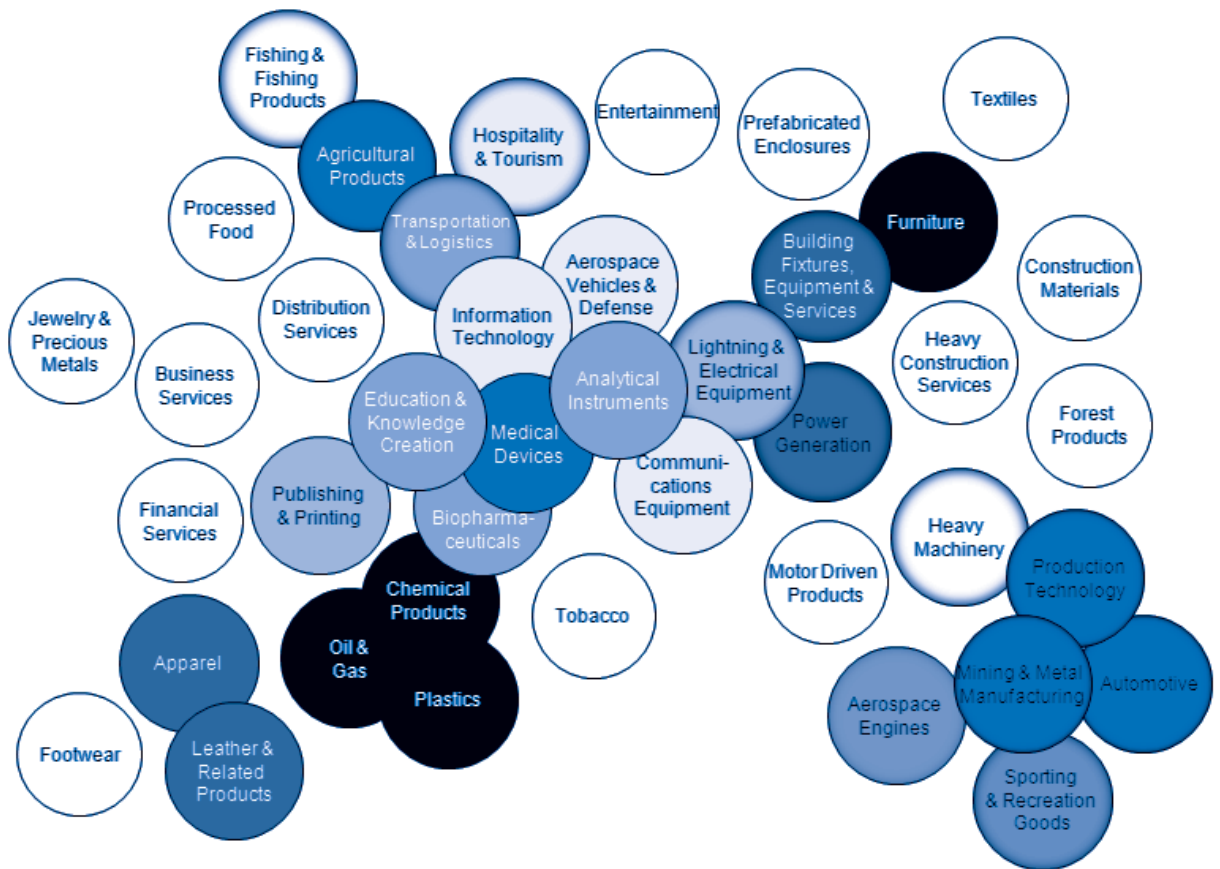 Fishing &
Fishing
Products
Textiles
Entertainment
Prefabricated
Enclosures
Hospitality
& Tourism
Agricultural
Products
Processed
Food
Transportation
& Logistics
Furniture
Building
Fixtures,
Equipment &
Services
Aerospace
Vehicles &
Defense
Construction
Materials
Jewelry &
Precious
Metals
Distribution
Services
Information
Technology
Business
Services
Lightning &
Electrical
Equipment
Heavy
Construction
Services
Analytical
Instruments
Education &
Knowledge
Creation
Medical
Devices
Power
Generation
Forest
Products
Communi-
cations
Equipment
Financial
Services
Publishing
& Printing
Biopharma-
ceuticals
Heavy
Machinery
Motor Driven
Products
Production
Technology
Chemical
Products
Tobacco
Oil &
Gas
Plastics
Apparel
Mining & Metal
Manufacturing
Automotive
Aerospace
Engines
Footwear
Leather &
Related
Products
Sporting
& Recreation
Goods